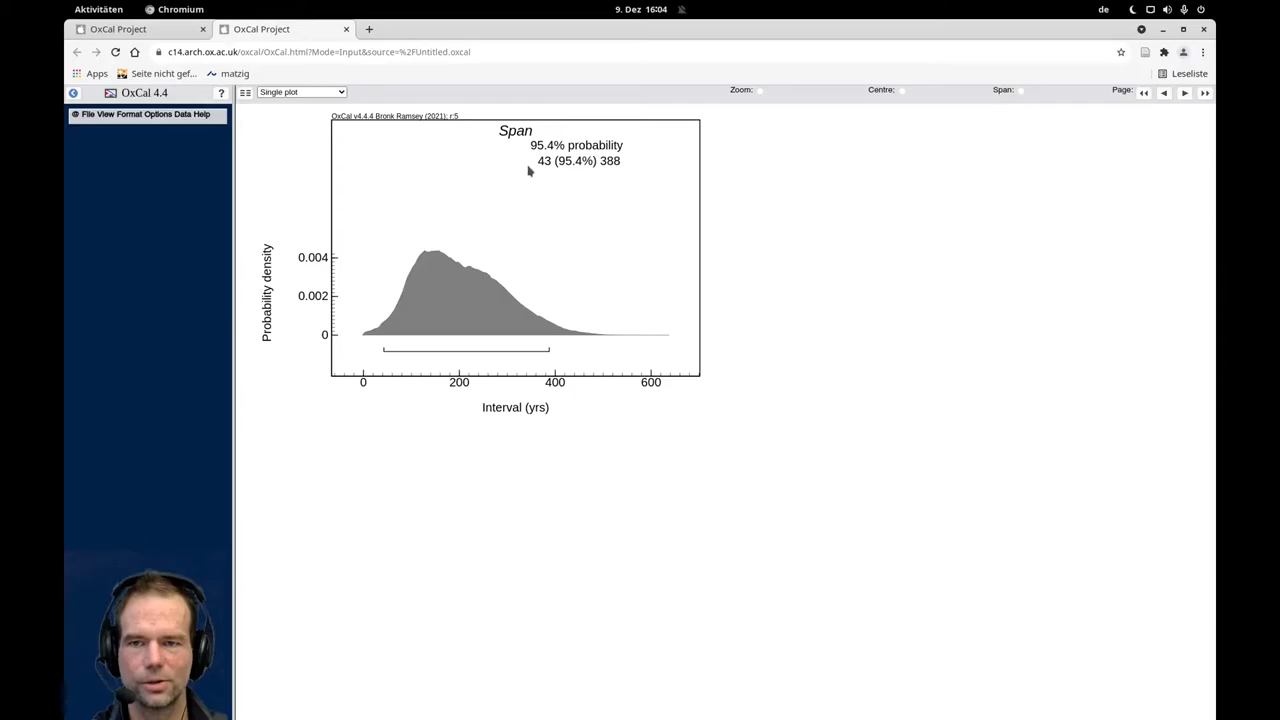 Aktivitäten Chromium 9. Dez 16:04 de
OxCal Project OxCal Project
c14.arch.ox.ac.uk/oxcal/OxCal.html?Mode=Input&source=%2FUntitled.oxcal
Apps Seite nicht gef... matzig Leseliste
OxCal 4.4 ? Single plot Zoom: Centre: Span: Page:
@ File View Format Options Data Help
OxCal v4.4.4 Bronk Ramsey (2021); r:5
Span
95.4% probability
43 (95.4%) 388
Probability density
0.004
0.002
0
0 200 400 600
Interval (yrs)